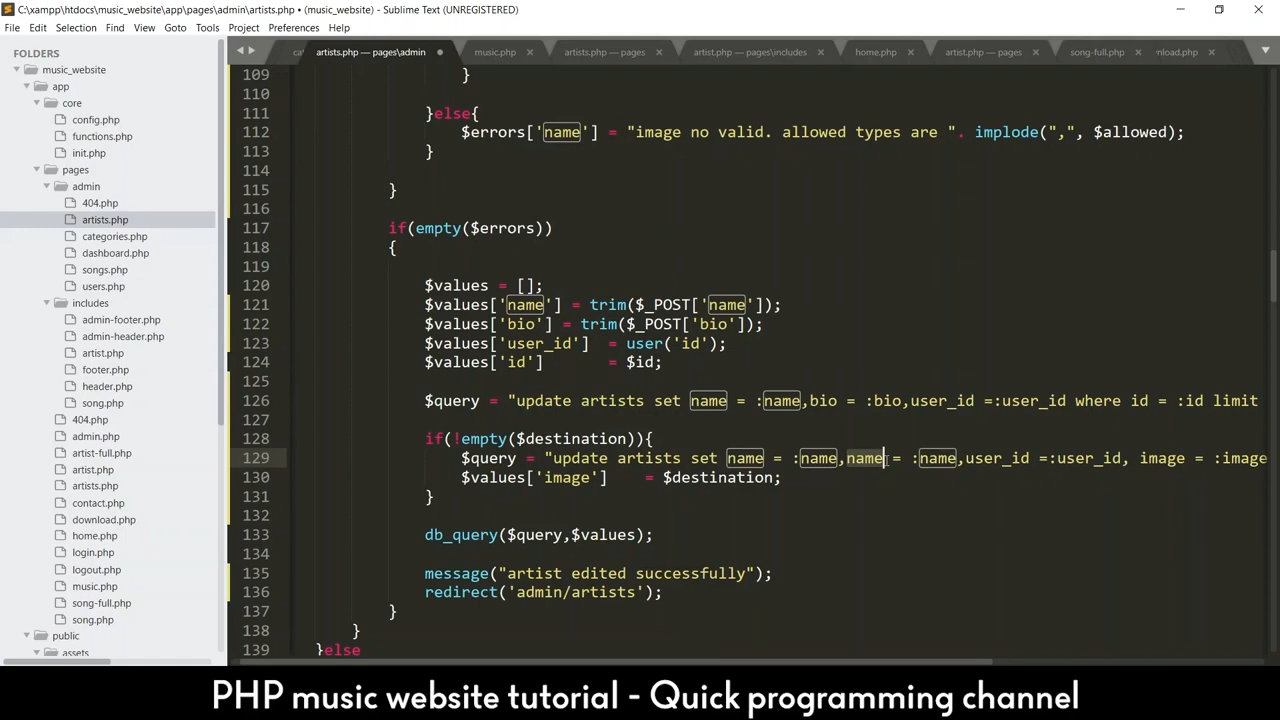 C:\xampp\htdocs\music_website\app\pages\admin\artists.php • (music_website) - Sublime Text (UNREGISTERED)
File Edit Selection Find View Goto Tools Project Preferences Help
FOLDERS
music_website
app
core
config.php
functions.php
init.php
pages
admin
404.php
artists.php
categories.php
dashboard.php
songs.php
users.php
includes
admin-footer.php
admin-header.php
artist.php
footer.php
header.php
song.php
404.php
admin.php
artist-full.php
artist.php
artists.php
contact.php
download.php
home.php
login.php
logout.php
music.php
song-full.php
song.php
public
assets
artists.php — pages\admin music.php artists.php — pages artist.php — pages\includes home.php artist.php — pages song-full.php nload.php
109 }
110
111 }else{
112 $errors['name'] = "image no valid. allowed types are ". implode(",", $allowed);
113 }
114
115 }
116
117 if(empty($errors))
118 {
119
120 $values = [];
121 $values['name'] = trim($_POST['name']);
122 $values['bio'] = trim($_POST['bio']);
123 $values['user_id'] = user('id');
124 $values['id'] = $id;
125
126 $query = "update artists set name = :name,bio = :bio,user_id =:user_id where id = :id limit
127
128 if(!empty($destination)){
129 $query = "update artists set name = :name,name = :name,user_id =:user_id, image = :image
130 $values['image'] = $destination;
131 }
132
133 db_query($query,$values);
134
135 message("artist edited successfully");
136 redirect('admin/artists');
137 }
138 }
139 }else
PHP music website tutorial - Quick programming channel